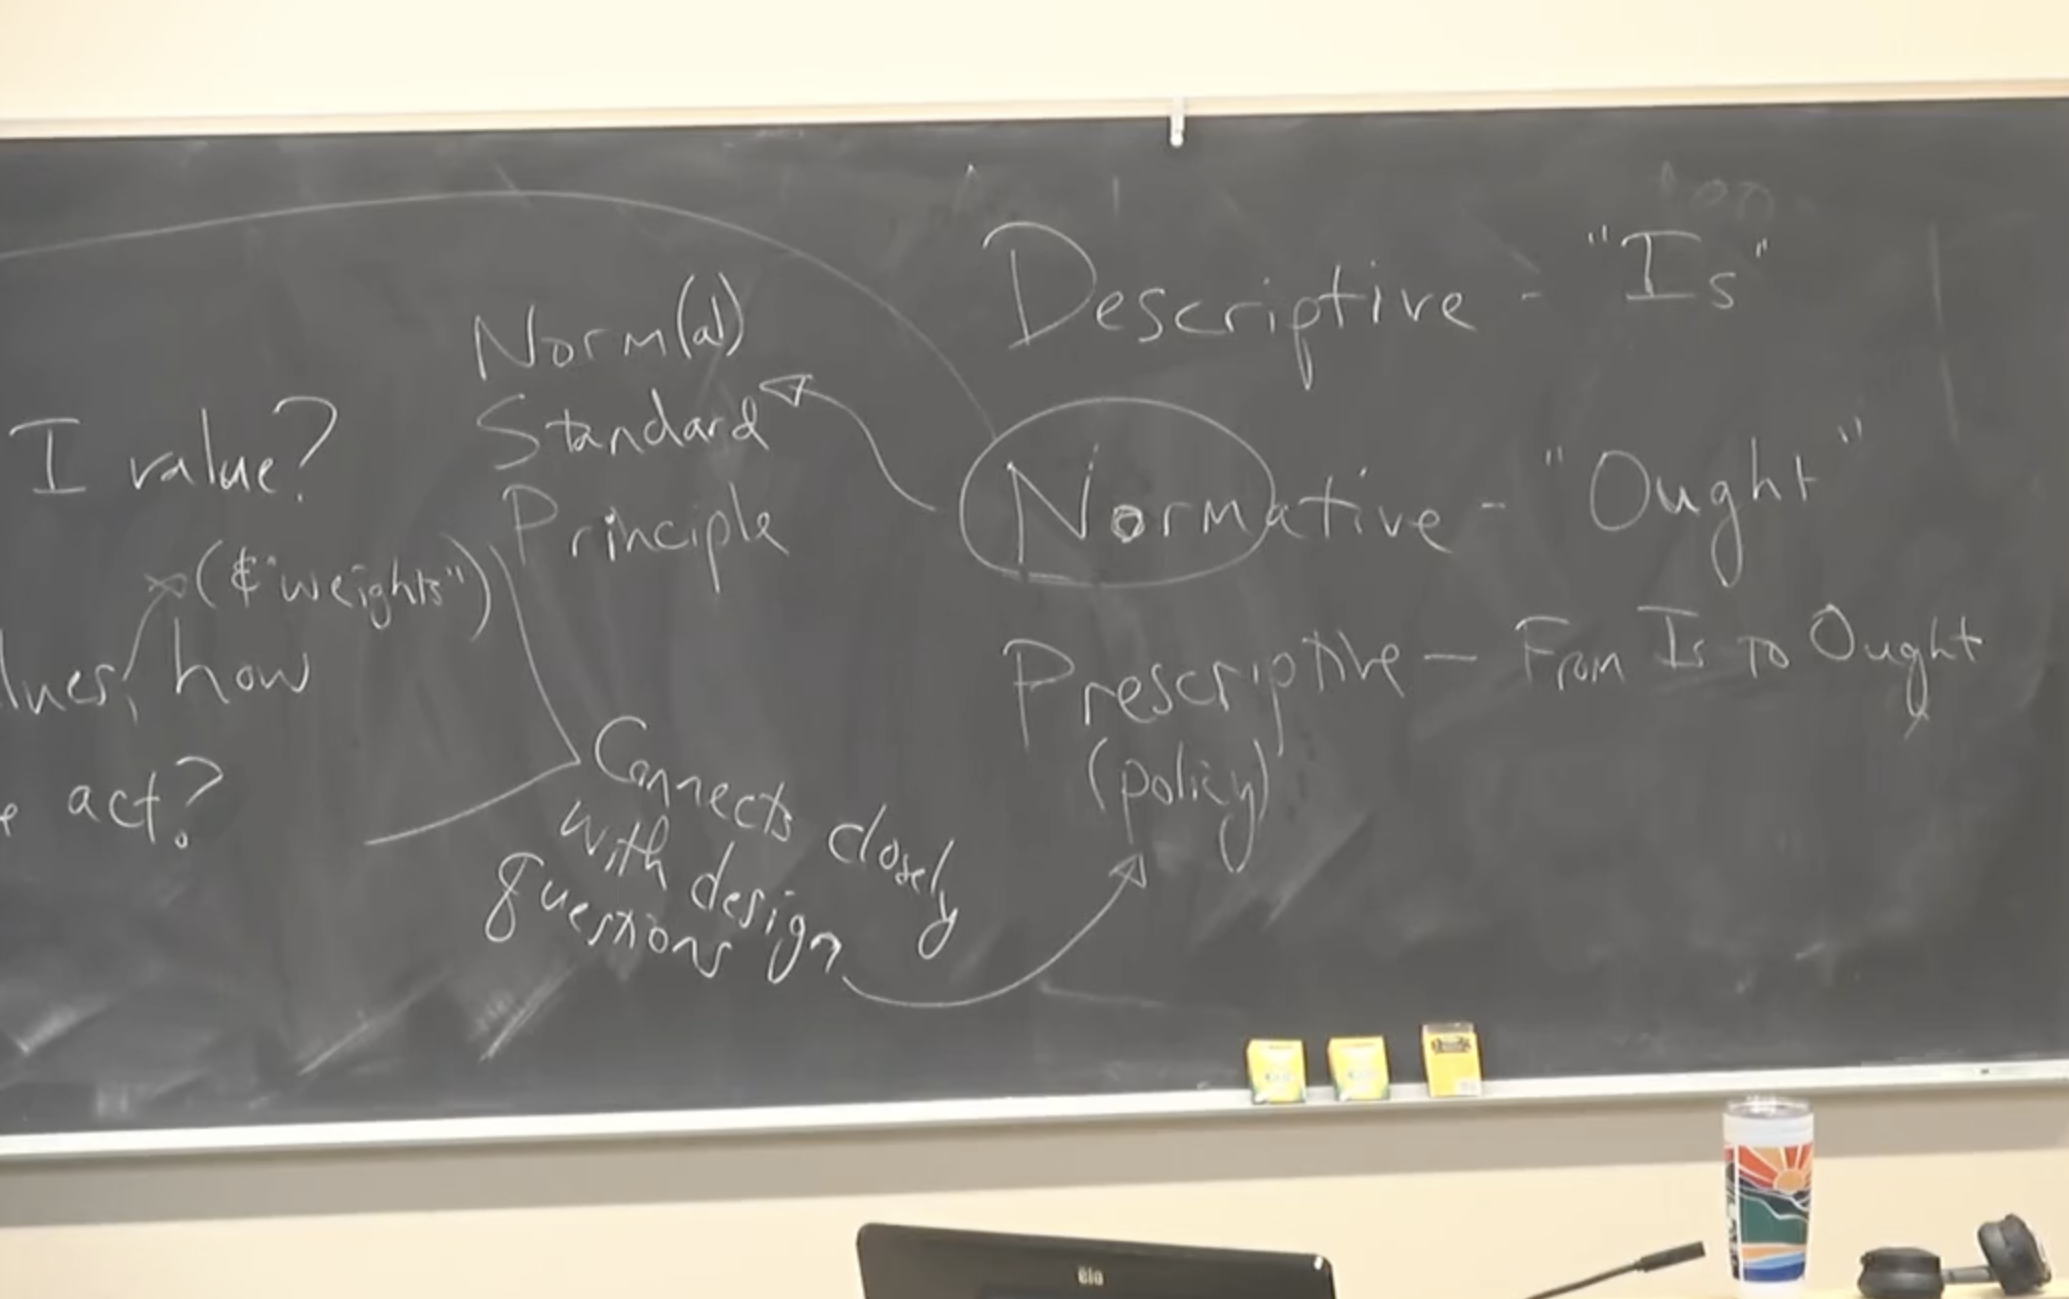 I value?
(&"weights")
how
act?
Norm(al)
Standard
Principle
Connects closely
with design
questions
Descriptive - "Is"
Normative - "Ought"
Prescriptive — From Is to Ought
(policy)
elo